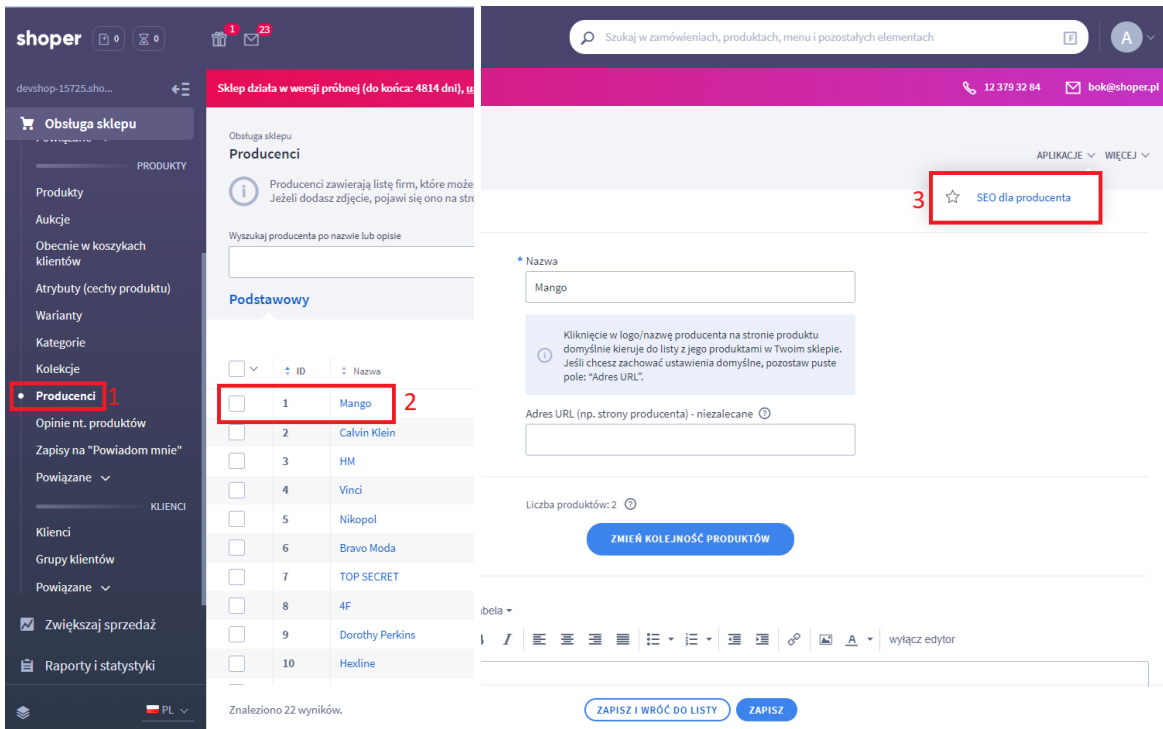 shoper
0
0
1
23
devshop-15725.sho...
Obsługa sklepu
PRODUKTY
Produkty
Aukcje
Obecnie w koszykach
klientów
Atrybuty (cechy produktu)
Warianty
Kategorie
Kolekcje
Producenci
1
Opinie nt. produktów
Zapisy na "Powiadom mnie"
Powiązane
KLIENCI
Klienci
Grupy klientów
Powiązane
Zwiększaj sprzedaż
Raporty i statystyki
PL
Sklep działa w wersji próbnej (do końca: 4814 dni),
Obsługa sklepu
Producenci
Producenci zawierają listę firm, które może
Jeżeli dodasz zdjęcie, pojawi się ono na
Wyszukaj producenta po nazwie lub opisie
Podstawowy
ID Nazwa
1 Mango
2
2 Calvin Klein
3 HM
4 Vinci
5 Nikopol
6 Bravo Moda
7 TOP SECRET
8 4F
9 Dorothy Perkins
10 Hexline
Znaleziono 22 wyników.
Szukaj w zamówieniach, produktach, menu i pozostałych elementach
F
A
12 379 32 84 bok@shoper.pl
APLIKACJE WIĘCEJ
3
SEO dla producenta
* Nazwa
Mango
Kliknięcie w logo/nazwę producenta na stronie produktu
domyślnie kieruje do listy z jego produktami w Twoim sklepie.
Jeśli chcesz zachować ustawienia domyślne, pozostaw puste
pole: "Adres URL".
Adres URL (np. strony producenta) - niezalecane ?
Liczba produktów: 2 ?
ZMIEŃ KOLEJNOŚĆ PRODUKTÓW
abela
I
A
wyłącz edytor
ZAPISZ I WRÓĆ DO LISTY
ZAPISZ